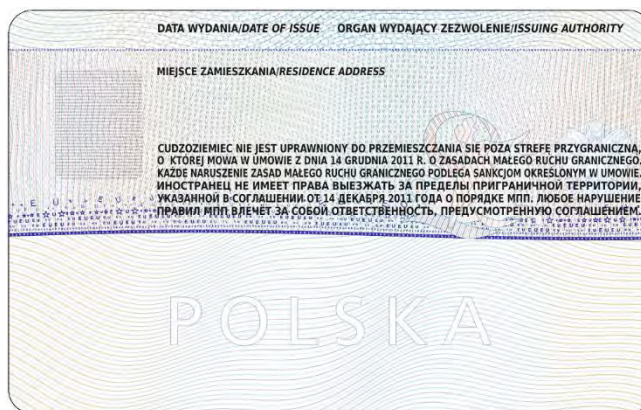 DATA WYDANIA/DATE OF ISSUE ORGAN WYDAJĄCY ZEZWOLENIE/ISSUING AUTHORITY
MIEJSCE ZAMIESZKANIA/RESIDENCE ADDRESS
CUDZOZIEMIEC NIE JEST UPRAWNIONY DO PRZEMIESZCZANIA SIĘ POZA STREFĘ PRZYGRANICZNĄ,
O KTÓREJ MOWA W UMOWIE Z DNIA 14 GRUDNIA 2011 R. O ZASADACH MAŁEGO RUCHU GRANICZNEGO.
KAŻDE NARUSZENIE ZASAD MAŁEGO RUCHU GRANICZNEGO PODLEGA SANKCJOM OKREŚLONYM W UMOWIE.
ИНОСТРАНЕЦ НЕ ИМЕЕТ ПРАВА ВЫЕЗЖАТЬ ЗА ПРЕДЕЛЫ ПРИГРАНИЧНОЙ ТЕРРИТОРИИ,
УКАЗАННОЙ В СОГЛАШЕНИИ ОТ 14 ДЕКАБРЯ 2011 ГОДА О ПОРЯДКЕ МПП. ЛЮБОЕ НАРУШЕНИЕ
ПРАВИЛ МПП ВЛЕЧЁТ ЗА СОБОЙ ОТВЕТСТВЕННОСТЬ, ПРЕДУСМОТРЕННУЮ СОГЛАШЕНИЕМ.
POLSKA